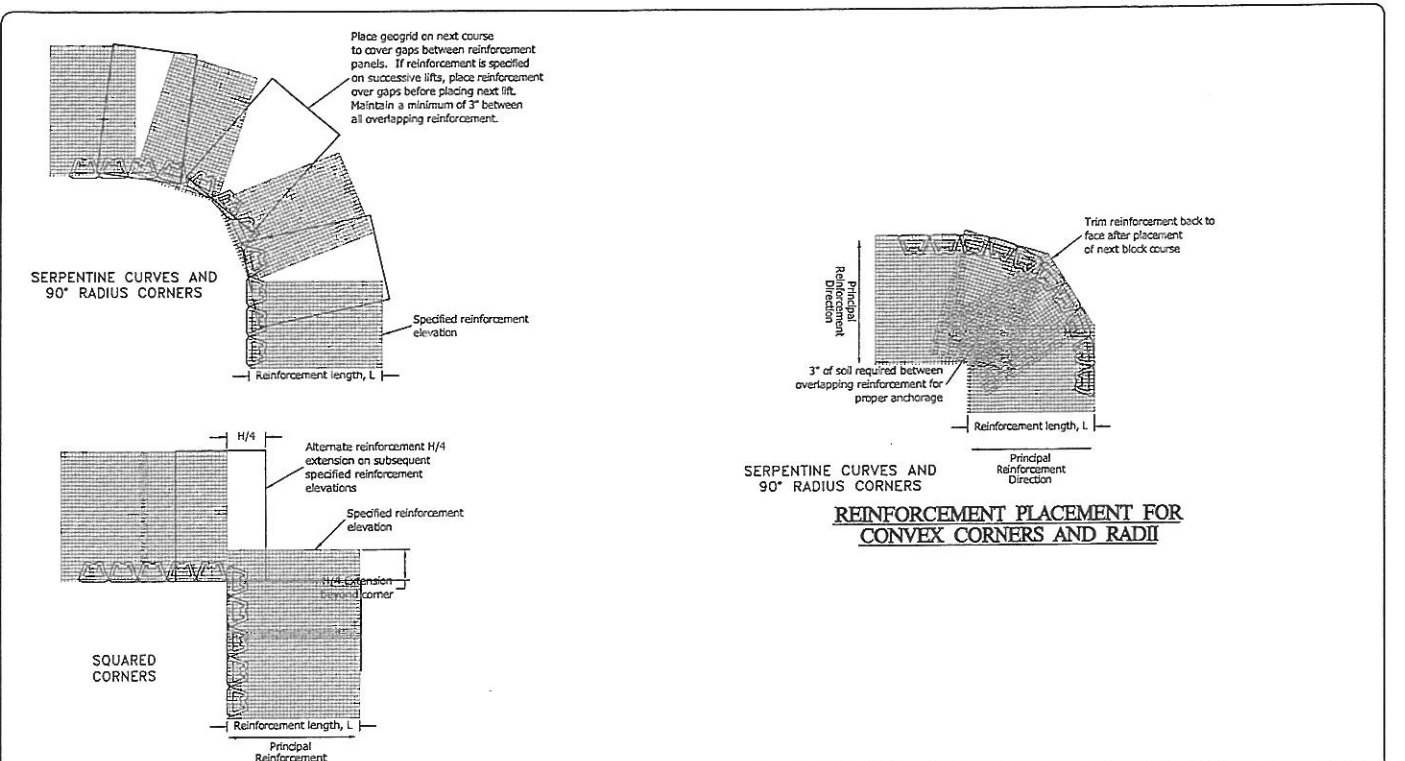 Place geogrid on next course
to cover gaps between reinforcement
panels. If reinforcement is specified
on successive lifts, place reinforcement
over gaps before placing next lift.
Maintain a minimum of 3" between
all overlapping reinforcement.
SERPENTINE CURVES AND
90° RADIUS CORNERS
Specified reinforcement
elevation
Reinforcement length, L
H/4
Alternate reinforcement H/4
extension on subsequent
specified reinforcement
elevations
Specified reinforcement
elevation
H/4 Extension
beyond corner
SQUARED
CORNERS
Reinforcement length, L
Principal
Reinforcement
Trim reinforcement back to
face after placement
of next block course
Principal
Reinforcement
Direction
3" of soil required between
overlapping reinforcement for
proper anchorage
Reinforcement length, L
Principal
Reinforcement
Direction
SERPENTINE CURVES AND
90° RADIUS CORNERS
REINFORCEMENT PLACEMENT FOR
CONVEX CORNERS AND RADII